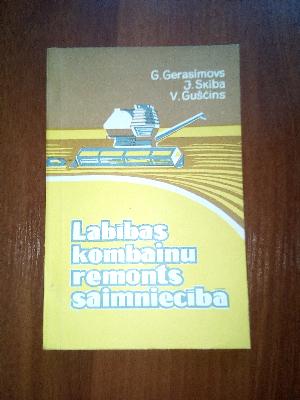 G. Gerasimovs
J. Skiba
V. Guščins
Labības
kombainu
remonts
saimniecībā